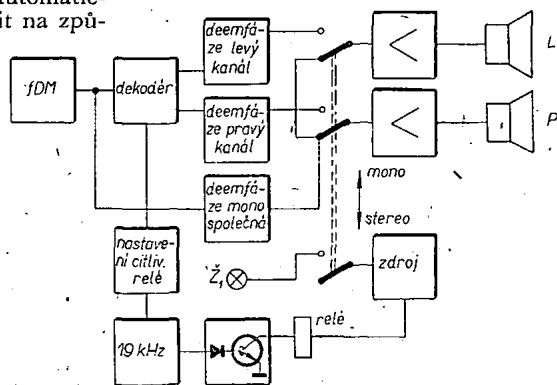 it na způ-
deemfá-
ze levý
kanál
L
fDM
dekodér
deemfá-
ze pravý
kanál
P
mono
stereo
deemfá-
ze mono
společná
nastave-
ní citliv.
relé
Ž₁
zdroj
relé
19 kHz